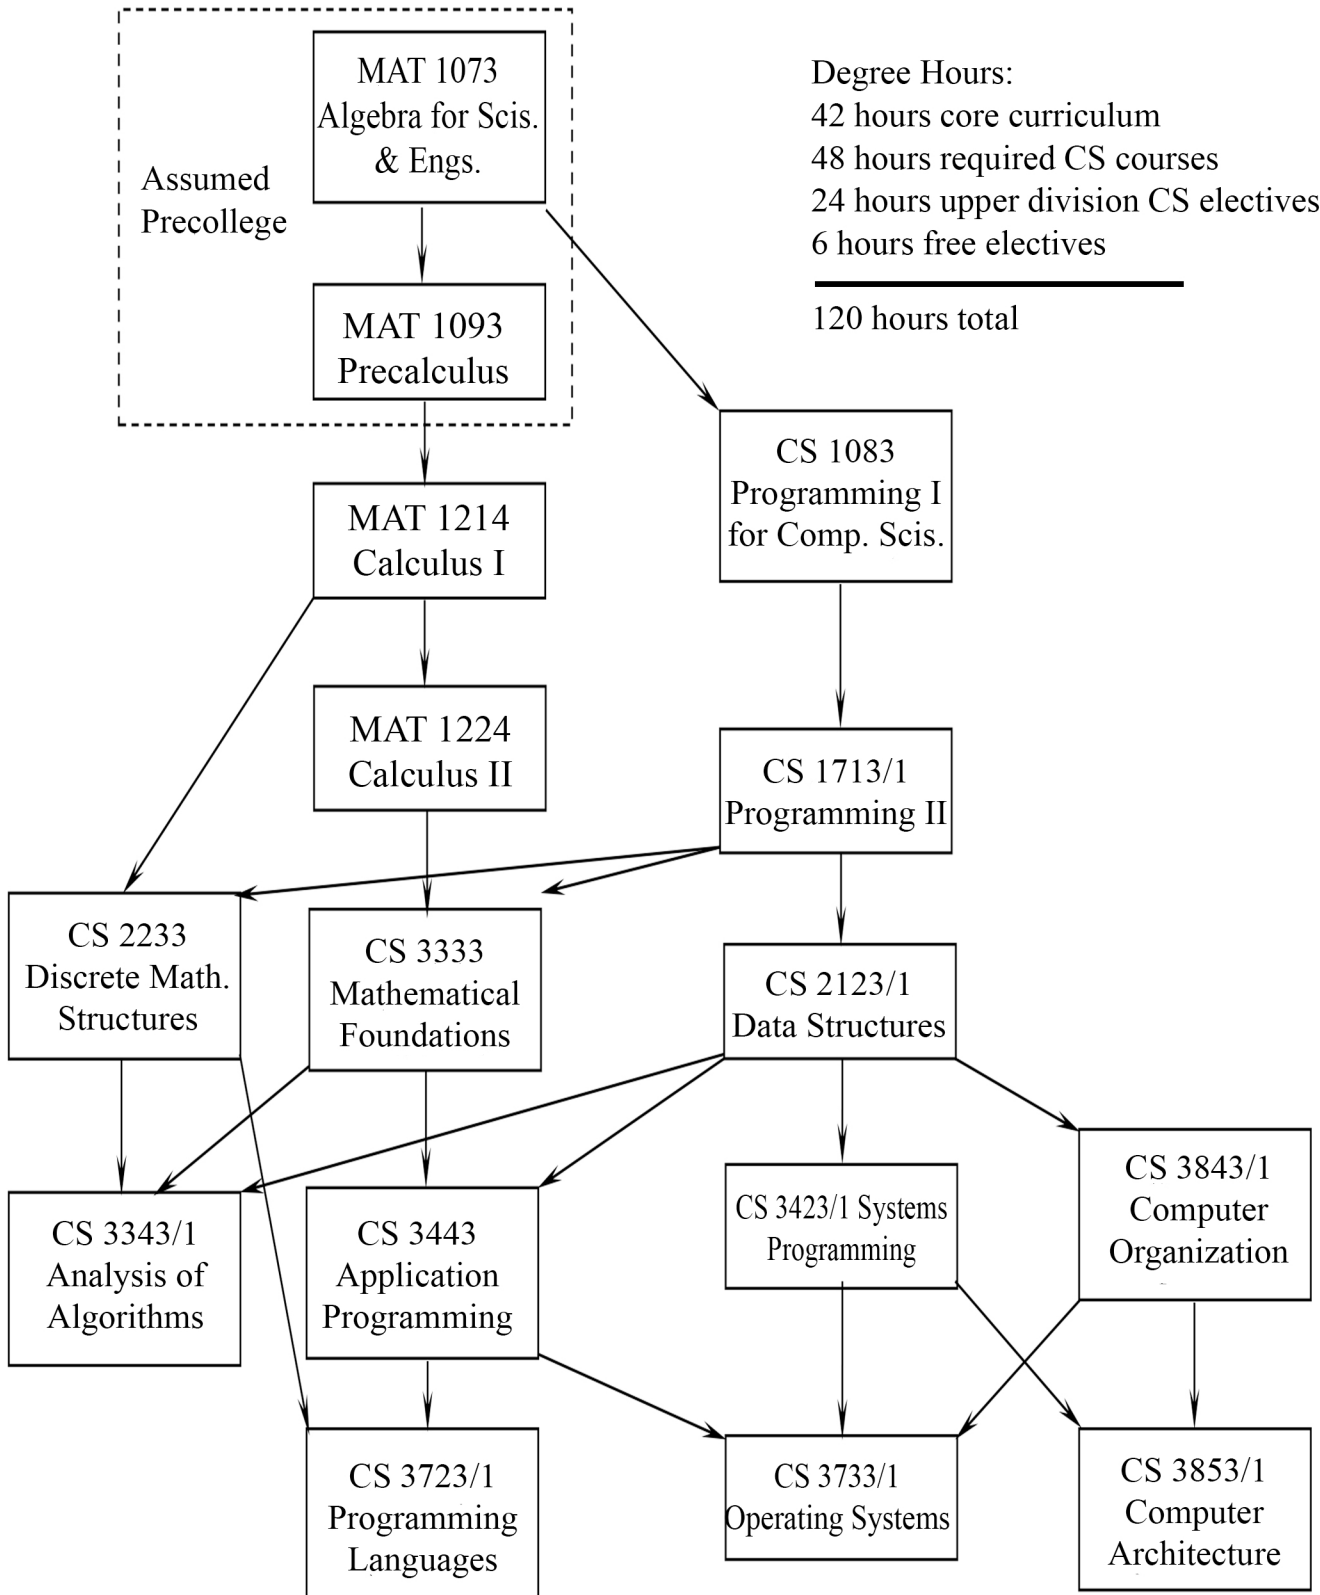 MAT 1073
Algebra for Scis.
& Engs.
Assumed
Precollege
MAT 1093
Precalculus
Degree Hours:
42 hours core curriculum
48 hours required CS courses
24 hours upper division CS electives
6 hours free electives
120 hours total
CS 1083
Programming I
for Comp. Scis.
MAT 1214
Calculus I
MAT 1224
Calculus II
CS 1713/1
Programming II
CS 2233
Discrete Math.
Structures
CS 3333
Mathematical
Foundations
CS 2123/1
Data Structures
CS 3343/1
Analysis of
Algorithms
CS 3443
Application
Programming
CS 3423/1 Systems
Programming
CS 3843/1
Computer
Organization
CS 3723/1
Programming
Languages
CS 3733/1
Operating Systems
CS 3853/1
Computer
Architecture